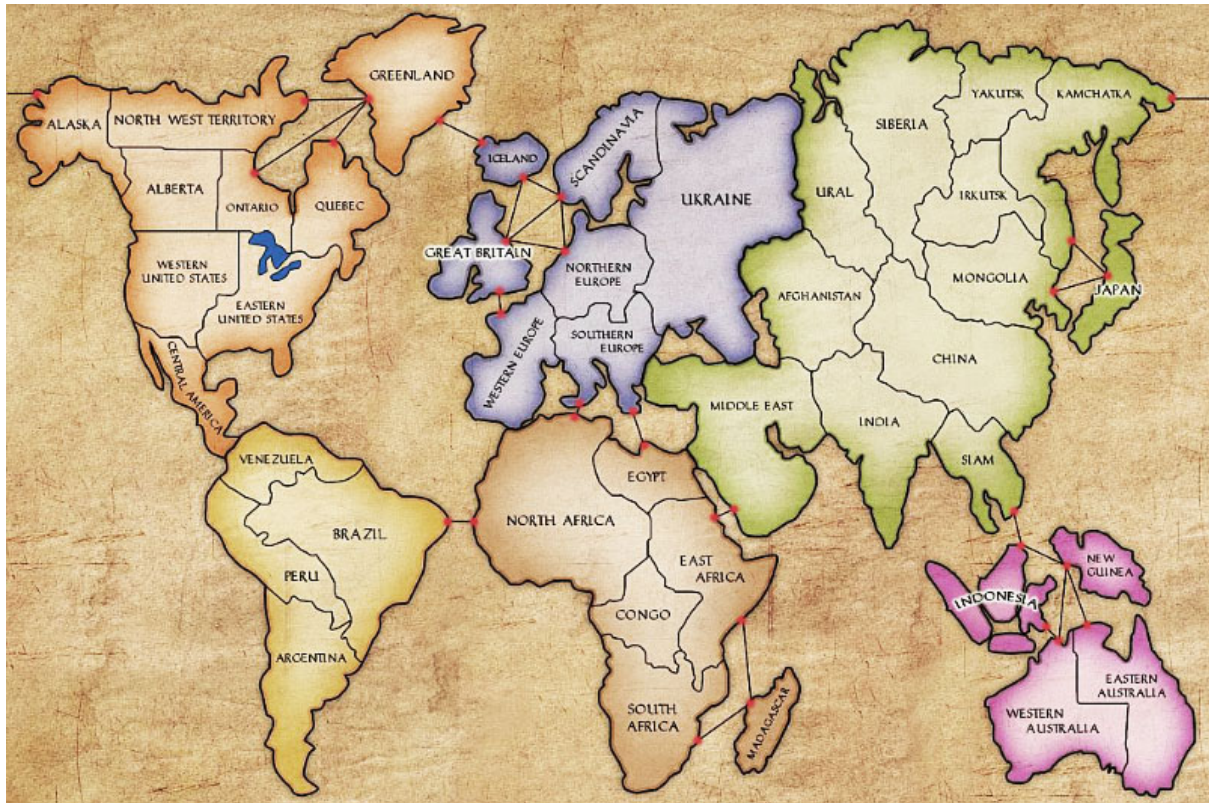 GREENLAND
ALASKA
NORTH WEST TERRITORY
ALBERTA
ONTARIO
QUEBEC
WESTERN
UNITED STATES
EASTERN
UNITED STATES
CENTRAL AMERICA
VENEZUELA
BRAZIL
PERU
ARGENTINA
ICELAND
SCANDINAVIA
UKRAINE
GREAT BRITAIN
NORTHERN
EUROPE
SOUTHERN
EUROPE
WESTERN EUROPE
NORTH AFRICA
EGYPT
EAST
AFRICA
CONGO
SOUTH
AFRICA
MADAGASCAR
YAKUTSK
KAMCHATKA
SIBERIA
URAL
IRKUTSK
MONGOLIA
JAPAN
AFGHANISTAN
CHINA
MIDDLE EAST
INDIA
SIAM
NEW
GUINEA
INDONESIA
EASTERN
AUSTRALIA
WESTERN
AUSTRALIA